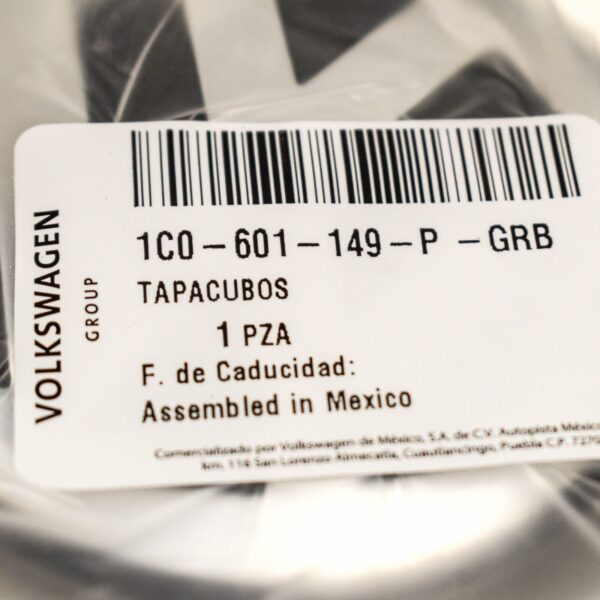 VOLKSWAGEN
GROUP
1C0-601-149-P -GRB
TAPACUBOS
1 PZA
F. de Caducidad:
Assembled in Mexico
Comercializado por Volkswagen de México, S.A. de C.V. Autopista México
km. 116 San Lorenzo Almecatla, Cuautlancingo, Puebla C.P. 7270